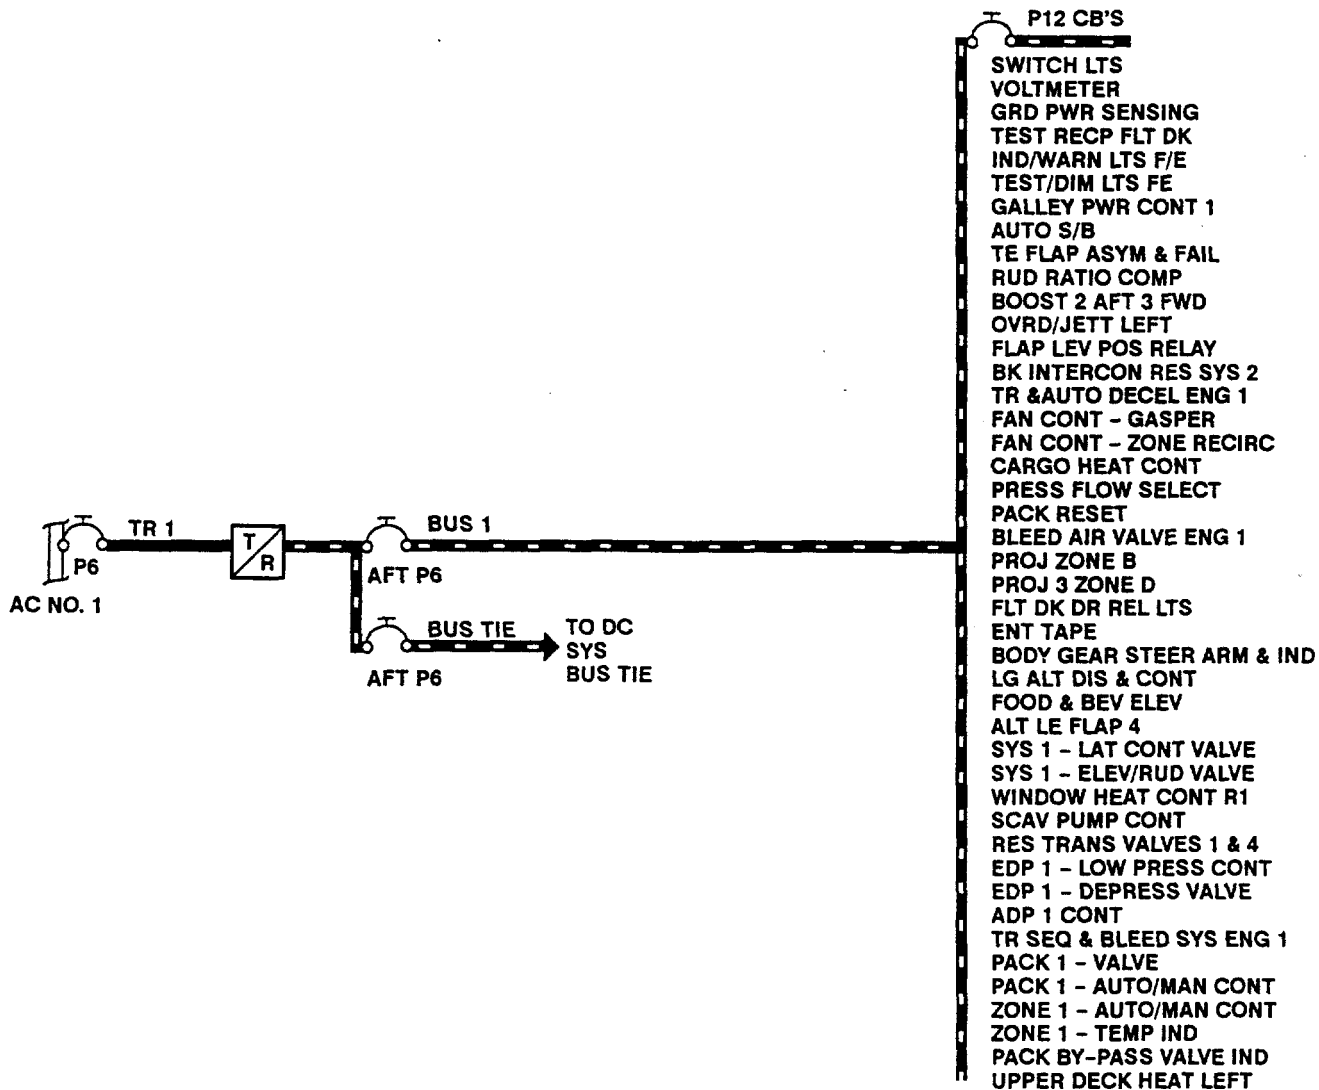 P12 CB'S
SWITCH LTS
VOLTMETER
GRD PWR SENSING
TEST RECP FLT DK
IND/WARN LTS F/E
TEST/DIM LTS FE
GALLEY PWR CONT 1
AUTO S/B
TE FLAP ASYM & FAIL
RUD RATIO COMP
BOOST 2 AFT 3 FWD
OVRD/JETT LEFT
FLAP LEV POS RELAY
BK INTERCON RES SYS 2
TR &AUTO DECEL ENG 1
FAN CONT - GASPER
FAN CONT - ZONE RECIRC
CARGO HEAT CONT
PRESS FLOW SELECT
PACK RESET
BLEED AIR VALVE ENG 1
PROJ ZONE B
PROJ 3 ZONE D
FLT DK DR REL LTS
ENT TAPE
BODY GEAR STEER ARM & IND
LG ALT DIS & CONT
FOOD & BEV ELEV
ALT LE FLAP 4
SYS 1 - LAT CONT VALVE
SYS 1 - ELEV/RUD VALVE
WINDOW HEAT CONT R1
SCAV PUMP CONT
RES TRANS VALVES 1 & 4
EDP 1 - LOW PRESS CONT
EDP 1 - DEPRESS VALVE
ADP 1 CONT
TR SEQ & BLEED SYS ENG 1
PACK 1 - VALVE
PACK 1 - AUTO/MAN CONT
ZONE 1 - AUTO/MAN CONT
ZONE 1 - TEMP IND
PACK BY-PASS VALVE IND
UPPER DECK HEAT LEFT
TR 1
P6
AC NO. 1
T/R
BUS 1
AFT P6
BUS TIE
AFT P6
TO DC
SYS
BUS TIE